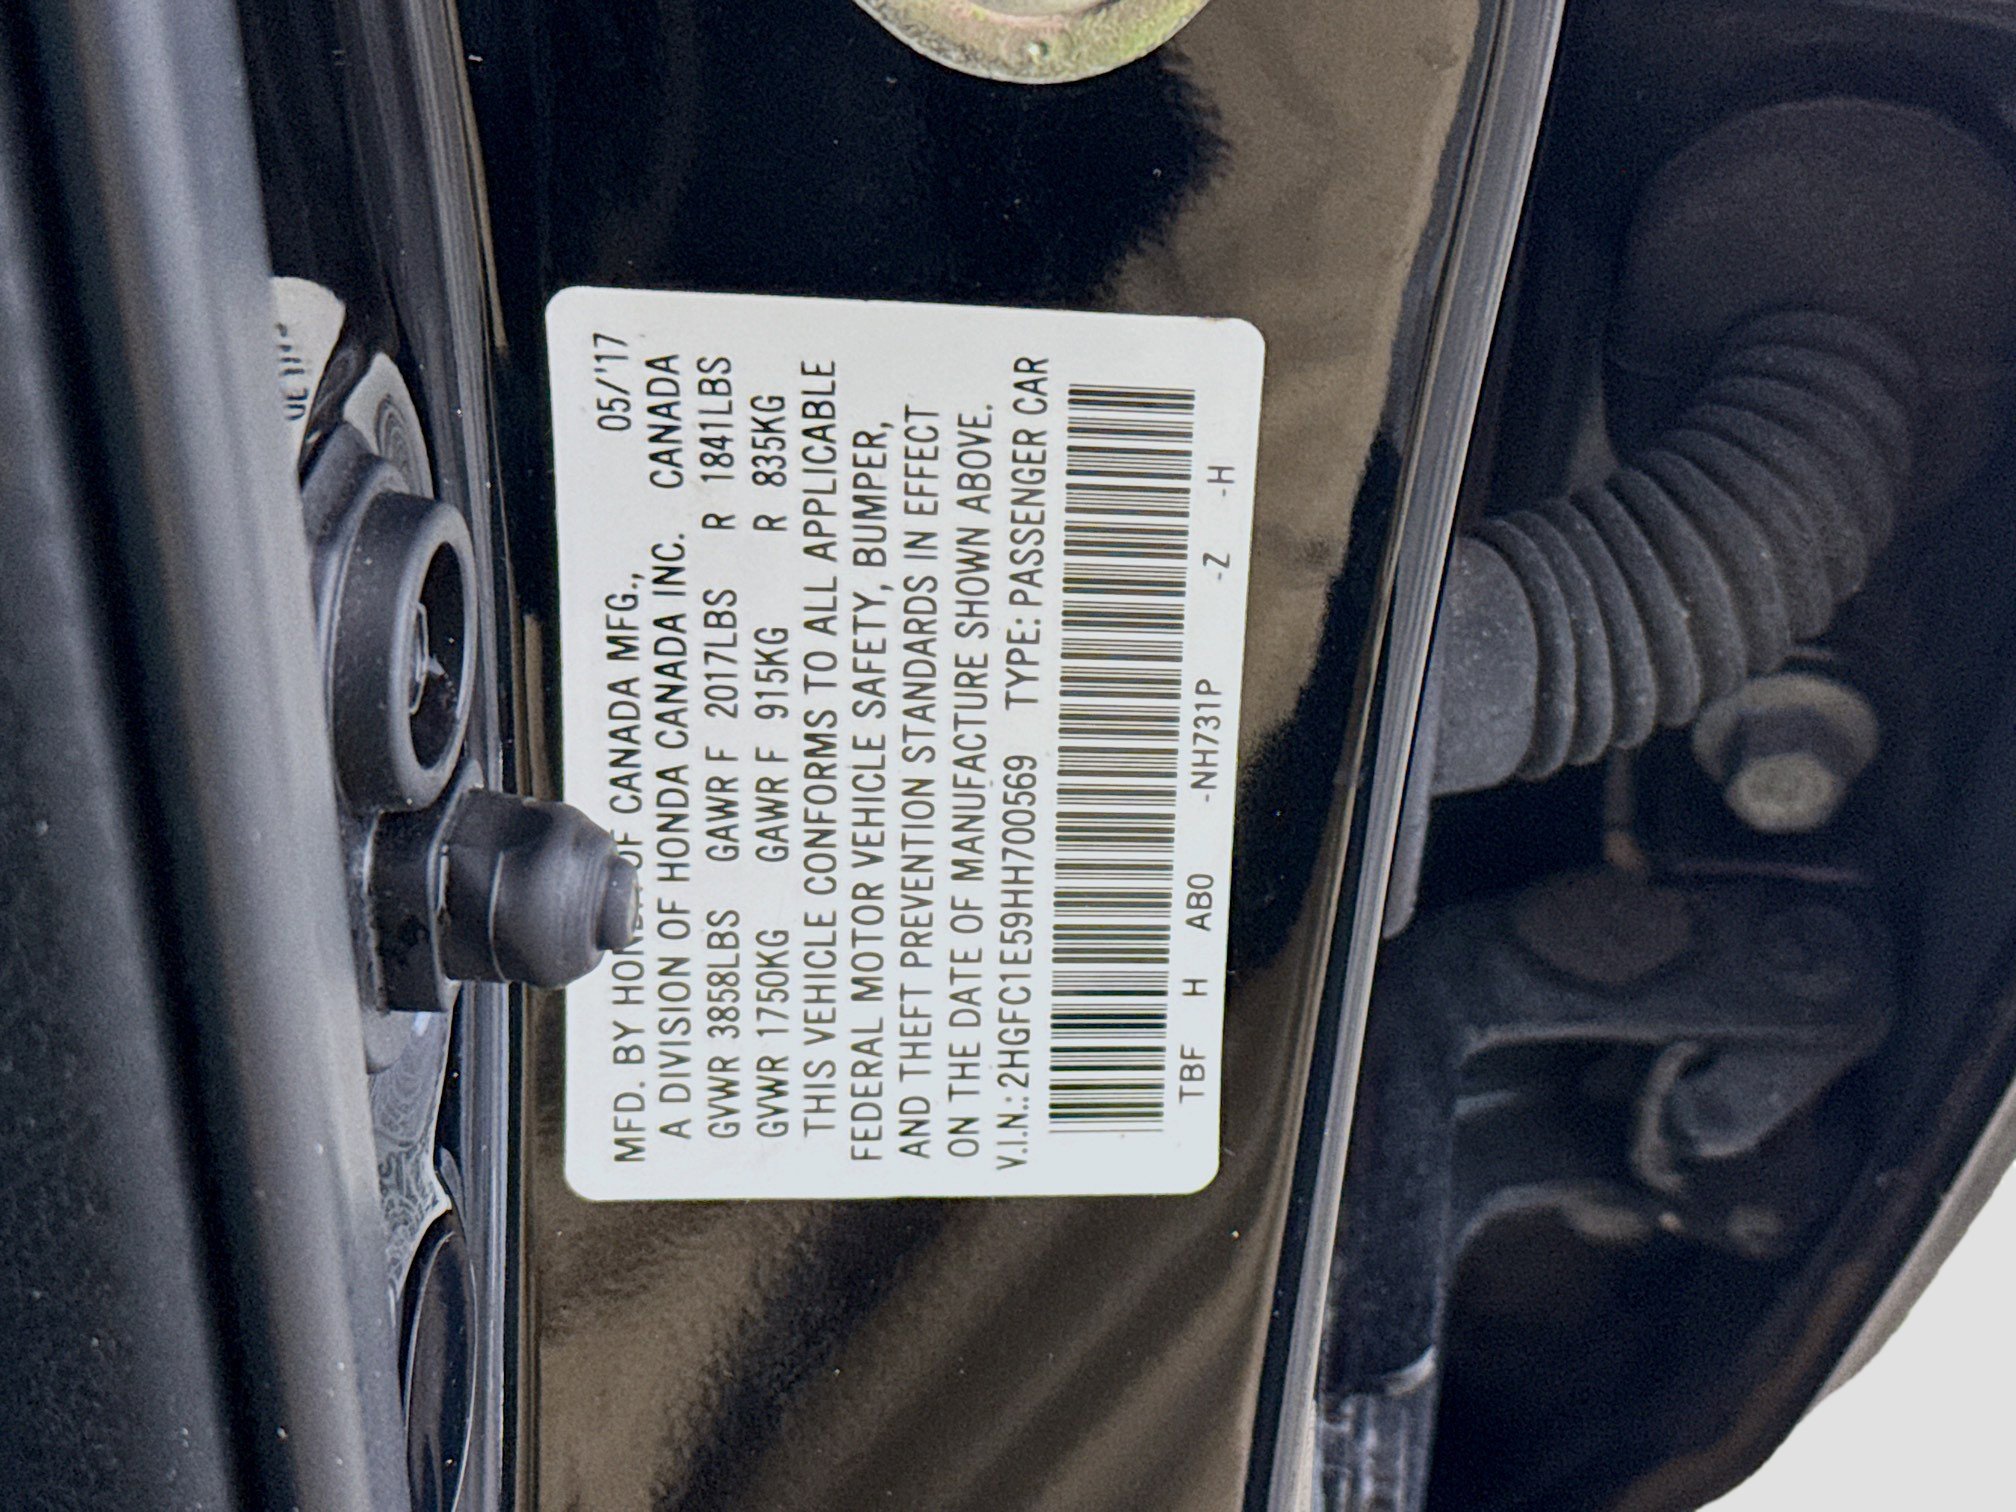 MFD. BY HONDA OF CANADA MFG., 05/'17
A DIVISION OF HONDA CANADA INC. CANADA
GVWR 3858LBS GAWR F 2017LBS R 1841LBS
GVWR 1750KG GAWR F 915KG R 835KG
THIS VEHICLE CONFORMS TO ALL APPLICABLE
FEDERAL MOTOR VEHICLE SAFETY, BUMPER,
AND THEFT PREVENTION STANDARDS IN EFFECT
ON THE DATE OF MANUFACTURE SHOWN ABOVE.
V.I.N.: 2HGFC1E59HH700569 TYPE: PASSENGER CAR
TBF H AB0 -NH731P -Z -H